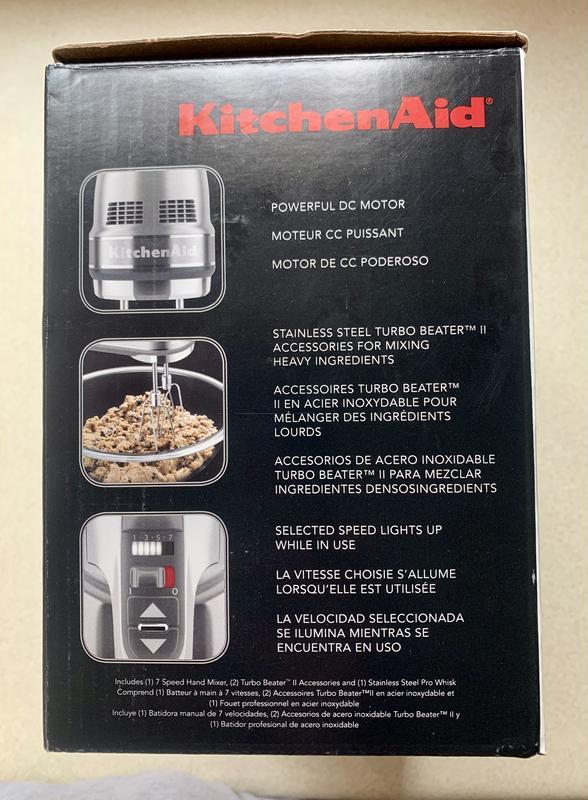 KitchenAid®
KitchenAid
POWERFUL DC MOTOR
MOTEUR CC PUISSANT
MOTOR DE CC PODEROSO
STAINLESS STEEL TURBO BEATER™ II
ACCESSORIES FOR MIXING
HEAVY INGREDIENTS
ACCESSOIRES TURBO BEATER™
II EN ACIER INOXYDABLE POUR
MÉLANGER DES INGRÉDIENTS
LOURDS
ACCESORIOS DE ACERO INOXIDABLE
TURBO BEATER™ II PARA MEZCLAR
INGREDIENTES DENSOSINGREDIENTS
1·3·5·7
I O
SELECTED SPEED LIGHTS UP
WHILE IN USE
LA VITESSE CHOISIE S'ALLUME
LORSQU'ELLE EST UTILISÉE
LA VELOCIDAD SELECCIONADA
SE ILUMINA MIENTRAS SE
ENCUENTRA EN USO
Includes (1) 7 Speed Hand Mixer, (2) Turbo Beater™ II Accessories and (1) Stainless Steel Pro Whisk
Comprend (1) Batteur à main à 7 vitesses, (2) Accessoires Turbo Beater™II en acier inoxydable et
(1) Fouet professionnel en acier inoxydable
Incluye (1) Batidora manual de 7 velocidades, (2) Accesorios de acero inoxidable Turbo Beater™ II y
(1) Batidor profesional de acero inoxidable